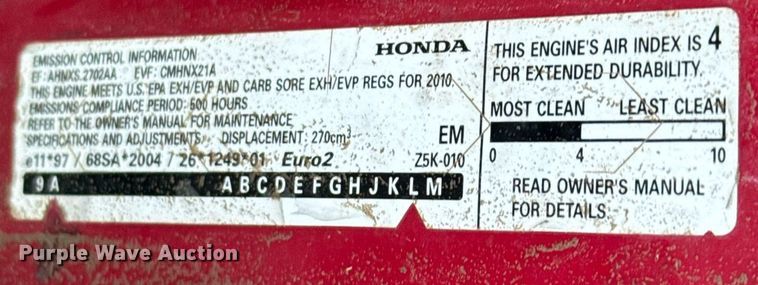 EMISSION CONTROL INFORMATION
HONDA
EF: AHNXS.2702AA EVF: CMHNX21A
THIS ENGINE MEETS U.S. EPA EXH/EVP AND CARB SORE EXH/EVP REGS FOR 2010.
EMISSIONS COMPLIANCE PERIOD: 500 HOURS
REFER TO THE OWNER'S MANUAL FOR MAINTENANCE
SPECIFICATIONS AND ADJUSTMENTS. DISPLACEMENT: 270cm³
EM
e11*97 / 68SA*2004 / 26*1249*01 Euro2
Z5K-010
9 A A B C D E F G H J K L M
THIS ENGINE'S AIR INDEX IS 4
FOR EXTENDED DURABILITY.
MOST CLEAN LEAST CLEAN
0 4 10
READ OWNER'S MANUAL
FOR DETAILS.
Purple Wave Auction